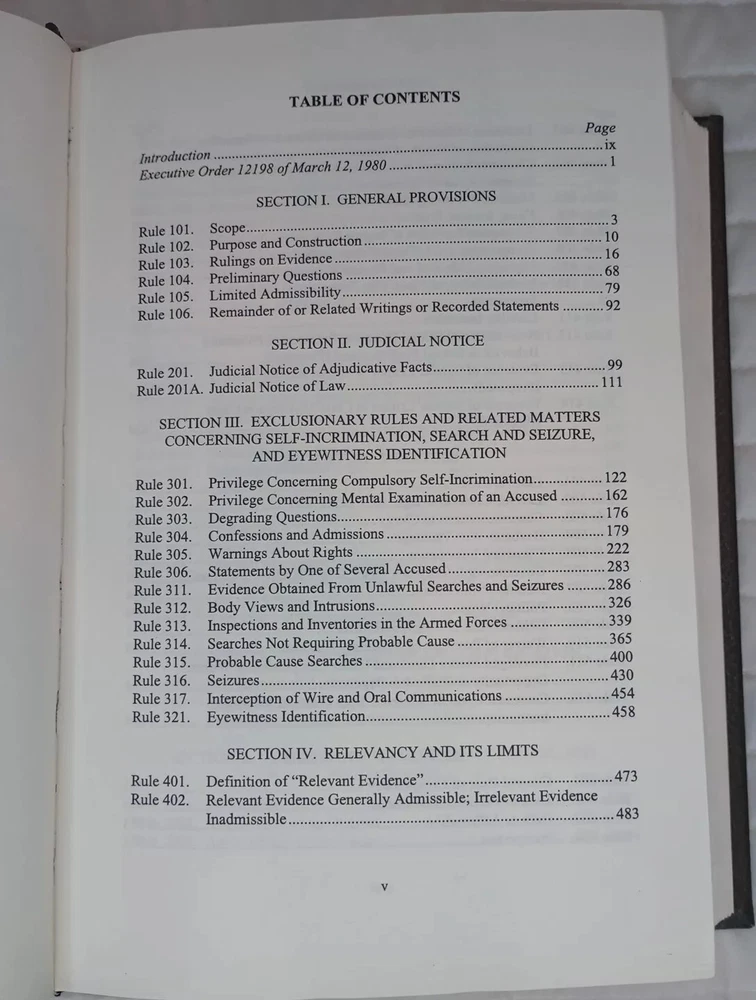 TABLE OF CONTENTS
Page
Introduction ........ ix
Executive Order 12198 of March 12, 1980 ........ 1
SECTION I. GENERAL PROVISIONS
Rule 101. Scope ........ 3
Rule 102. Purpose and Construction ........ 10
Rule 103. Rulings on Evidence ........ 16
Rule 104. Preliminary Questions ........ 68
Rule 105. Limited Admissibility ........ 79
Rule 106. Remainder of or Related Writings or Recorded Statements ........ 92
SECTION II. JUDICIAL NOTICE
Rule 201. Judicial Notice of Adjudicative Facts ........ 99
Rule 201A. Judicial Notice of Law ........ 111
SECTION III. EXCLUSIONARY RULES AND RELATED MATTERS
CONCERNING SELF-INCRIMINATION, SEARCH AND SEIZURE,
AND EYEWITNESS IDENTIFICATION
Rule 301. Privilege Concerning Compulsory Self-Incrimination ........ 122
Rule 302. Privilege Concerning Mental Examination of an Accused ........ 162
Rule 303. Degrading Questions ........ 176
Rule 304. Confessions and Admissions ........ 179
Rule 305. Warnings About Rights ........ 222
Rule 306. Statements by One of Several Accused ........ 283
Rule 311. Evidence Obtained From Unlawful Searches and Seizures ........ 286
Rule 312. Body Views and Intrusions ........ 326
Rule 313. Inspections and Inventories in the Armed Forces ........ 339
Rule 314. Searches Not Requiring Probable Cause ........ 365
Rule 315. Probable Cause Searches ........ 400
Rule 316. Seizures ........ 430
Rule 317. Interception of Wire and Oral Communications ........ 454
Rule 321. Eyewitness Identification ........ 458
SECTION IV. RELEVANCY AND ITS LIMITS
Rule 401. Definition of “Relevant Evidence” ........ 473
Rule 402. Relevant Evidence Generally Admissible; Irrelevant Evidence
Inadmissible ........ 483
v